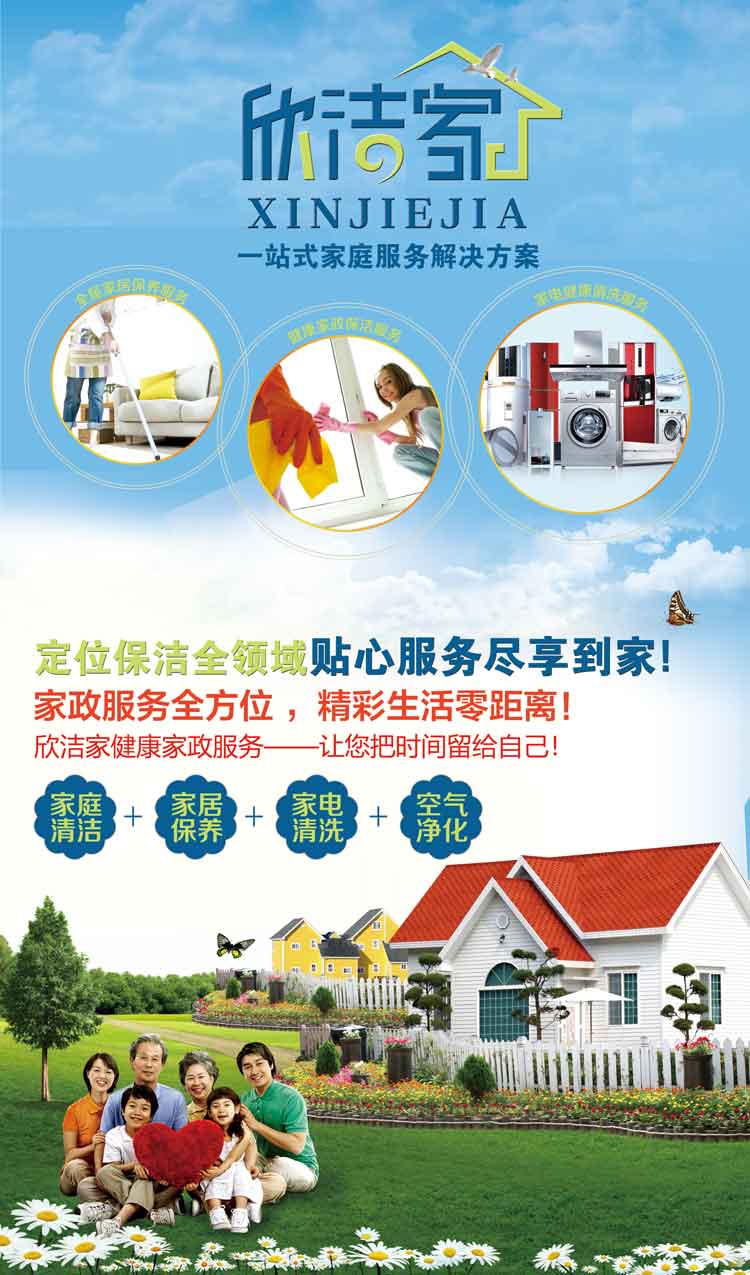 欣洁家
XINJIEJIA
一站式家庭服务解决方案
全屋家居保养服务
健康家政保洁服务
家电健康清洗服务
定位保洁全领域贴心服务尽享到家!
家政服务全方位，精彩生活零距离!
欣洁家健康家政服务——让您把时间留给自己!
家庭清洁 + 家居保养 + 家电清洗 + 空气净化